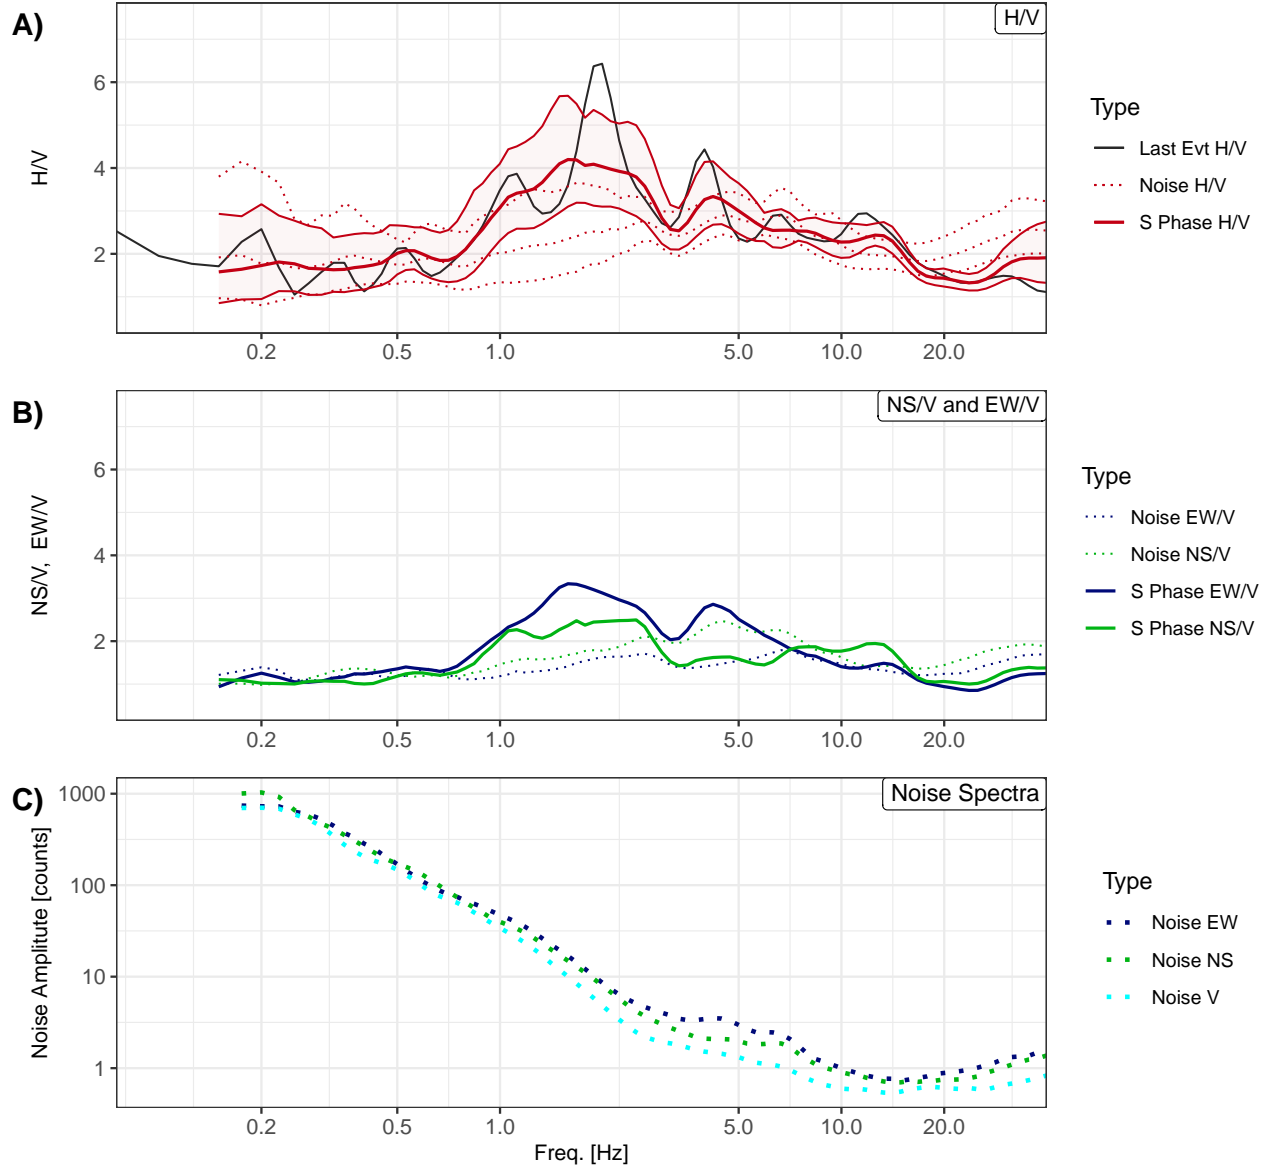 A)
H/V
6
4
2
H/V
0.2 0.5 1.0 5.0 10.0 20.0
Type
Last Evt H/V
Noise H/V
S Phase H/V
B)
NS/V and EW/V
6
4
2
NS/V, EW/V
0.2 0.5 1.0 5.0 10.0 20.0
Type
Noise EW/V
Noise NS/V
S Phase EW/V
S Phase NS/V
C)
Noise Spectra
1000
100
10
1
Noise Amplitude [counts]
0.2 0.5 1.0 5.0 10.0 20.0
Freq. [Hz]
Type
Noise EW
Noise NS
Noise V